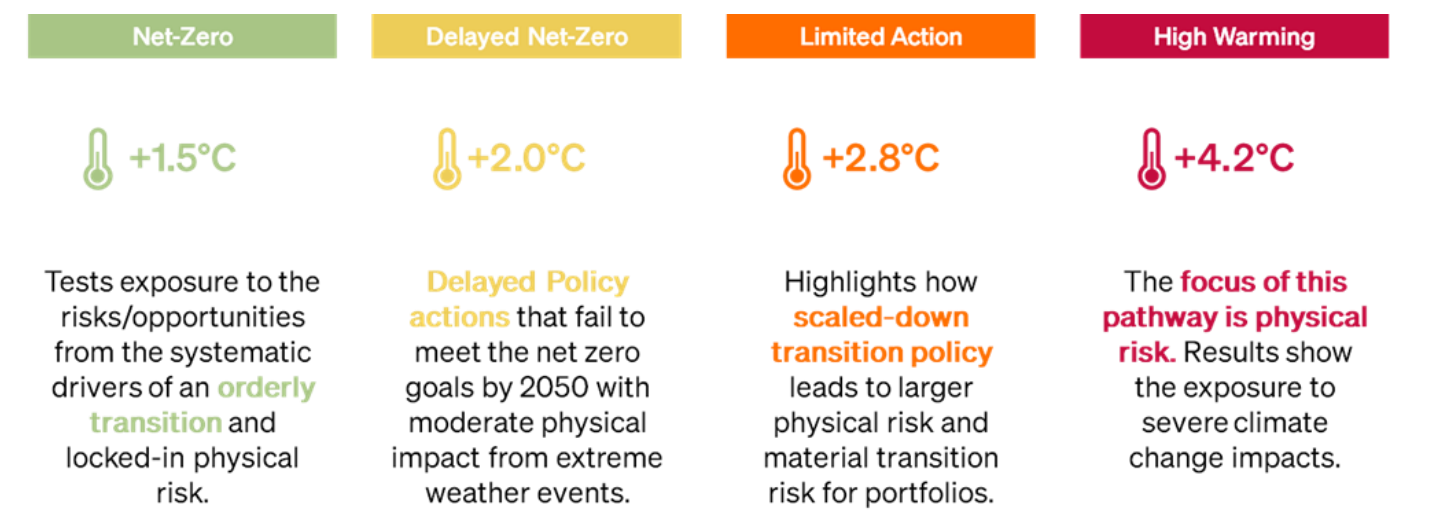 Net-Zero
+1.5°C
Tests exposure to the
risks/opportunities
from the systematic
drivers of an orderly
transition and
locked-in physical
risk.
Delayed Net-Zero
+2.0°C
Delayed Policy
actions that fail to
meet the net zero
goals by 2050 with
moderate physical
impact from extreme
weather events.
Limited Action
+2.8°C
Highlights how
scaled-down
transition policy
leads to larger
physical risk and
material transition
risk for portfolios.
High Warming
+4.2°C
The focus of this
pathway is physical
risk. Results show
the exposure to
severe climate
change impacts.